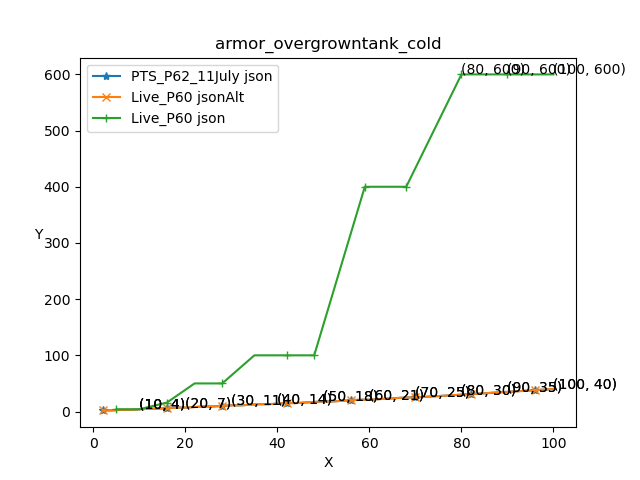 armor_overgrowntank_cold
PTS_P62_11July json
Live_P60 jsonAlt
Live_P60 json
(80, 600)
(90, 600)
(100, 600)
600
500
400
300
Y
200
100
0
(10, 4)
(20, 7)
(30, 11)
(40, 14)
(50, 18)
(60, 21)
(70, 25)
(80, 30)
(90, 35)
(100, 40)
0 20 40 60 80 100
X